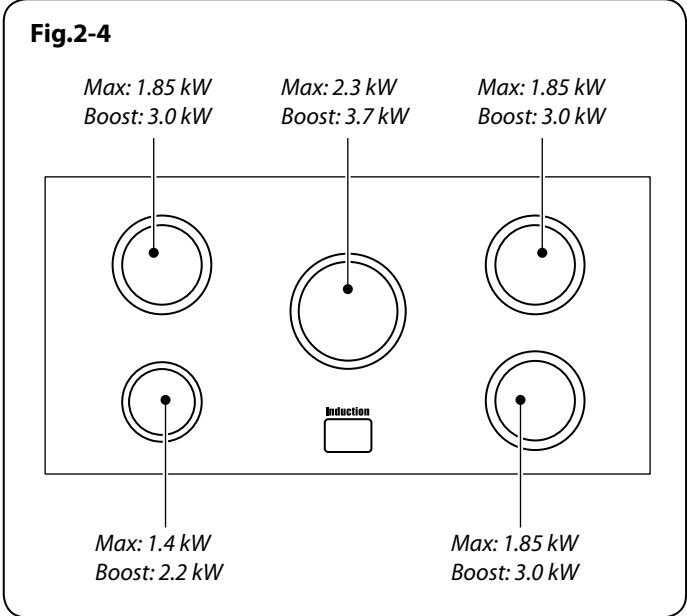 Fig.2-4
Max: 1.85 kW
Boost: 3.0 kW
Max: 2.3 kW
Boost: 3.7 kW
Max: 1.85 kW
Boost: 3.0 kW
Induction
Max: 1.4 kW
Boost: 2.2 kW
Max: 1.85 kW
Boost: 3.0 kW